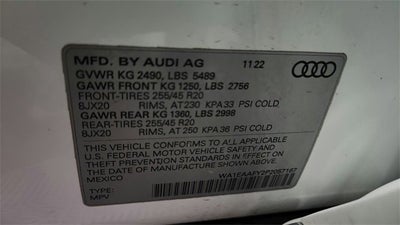 MFD. BY AUDI AG 11 22
GVWR KG 2490, LBS 5489
GAWR FRONT KG 1250, LBS 2756
FRONT-TIRES 255/45 R20
8JX20 RIMS, AT 230 KPA 33 PSI COLD
GAWR REAR KG 1360, LBS 2998
REAR-TIRES 255/45 R20
8JX20 RIMS, AT 250 KPA 36 PSI COLD
THIS VEHICLE CONFORMS TO ALL APPLICABLE
U.S. FEDERAL MOTOR VEHICLE SAFETY AND
THEFT PREVENTION STANDARDS IN EFFECT ON THE
DATE OF MANUFACTURE SHOWN ABOVE.
MEXICO
TYPE:
MPV